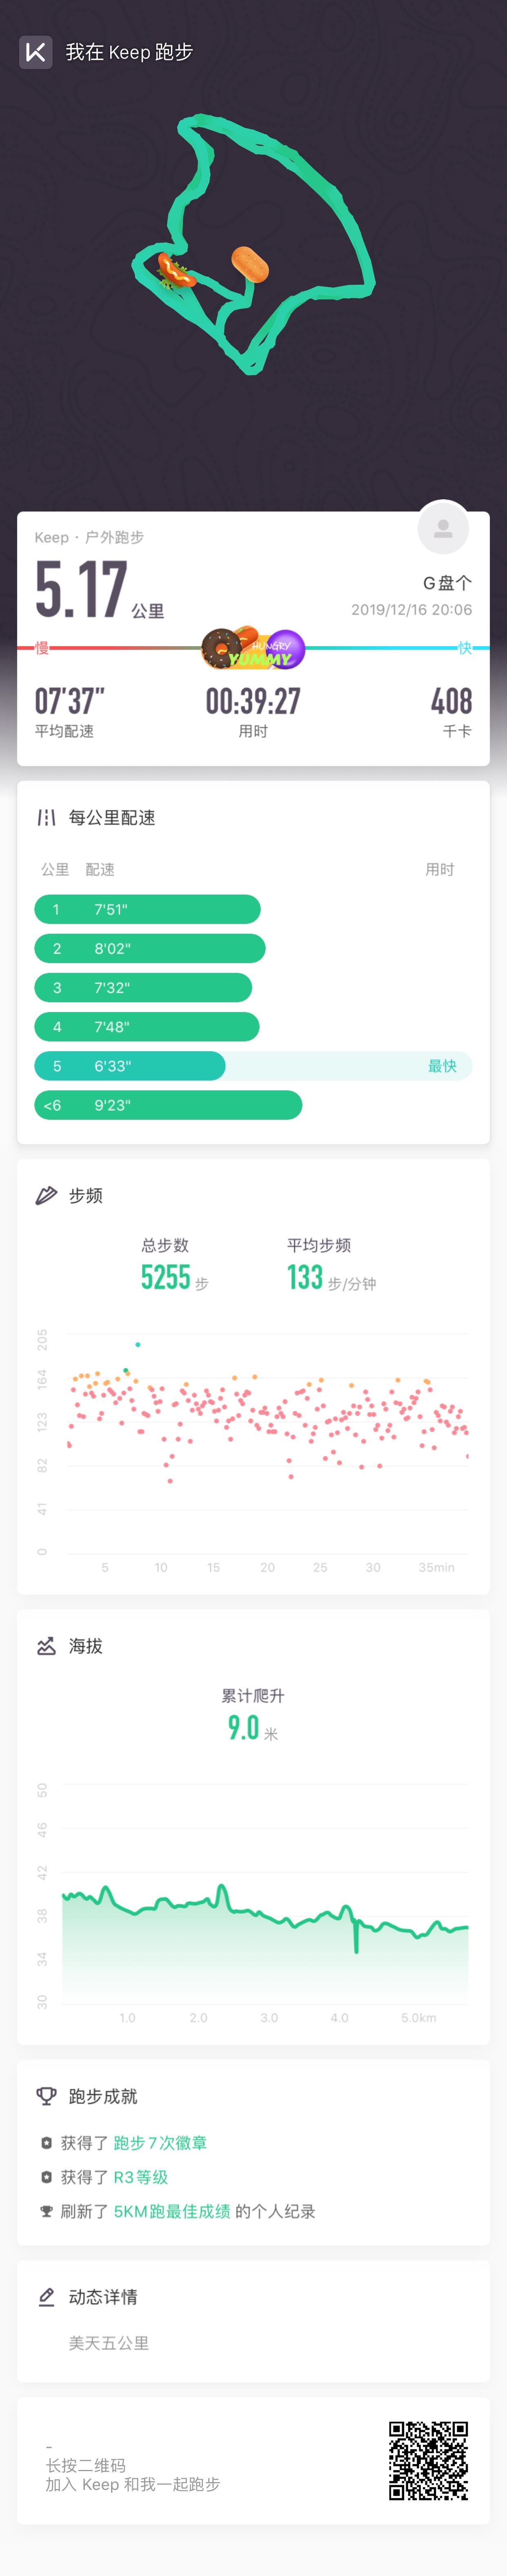 我在 Keep 跑步
Keep · 户外跑步
5.17公里
G盘个
2019/12/16 20:06
慢
HUNGRY
YUMMY
快
07'37"
00:39:27
408
平均配速
用时
千卡
每公里配速
公里 配速 用时
1 7'51"
2 8'02"
3 7'32"
4 7'48"
5 6'33" 最快
<6 9'23"
步频
总步数 平均步频
5255 步 133 步/分钟
205
164
123
82
41
0
5 10 15 20 25 30 35min
海拔
累计爬升
9.0 米
50
46
42
38
34
30
1.0 2.0 3.0 4.0 5.0km
跑步成就
获得了 跑步7次徽章
获得了 R3等级
刷新了 5KM跑最佳成绩 的个人纪录
动态详情
美天五公里
-
长按二维码
加入 Keep 和我一起跑步